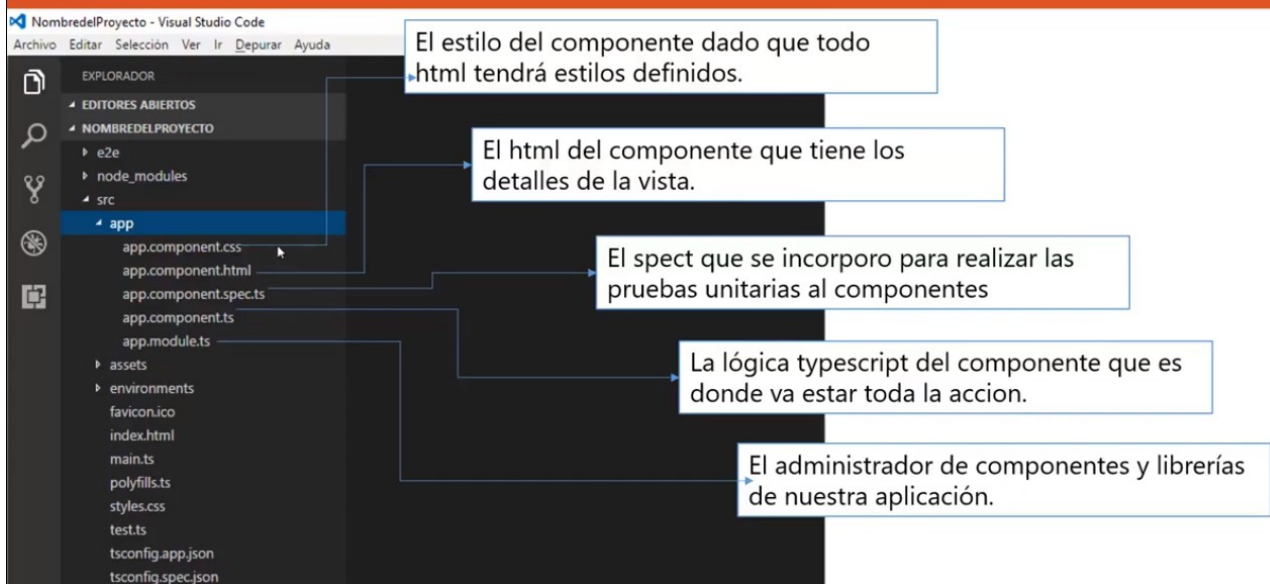 NombredelProyecto - Visual Studio Code
Archivo Editar Selección Ver Ir Depurar Ayuda
EXPLORADOR
EDITORES ABIERTOS
NOMBREDELPROYECTO
e2e
node_modules
src
app
app.component.css
app.component.html
app.component.spec.ts
app.component.ts
app.module.ts
assets
environments
favicon.ico
index.html
main.ts
polyfills.ts
styles.css
test.ts
tsconfig.app.json
tsconfig.spec.json
El estilo del componente dado que todo
html tendrá estilos definidos.
El html del componente que tiene los
detalles de la vista.
El spect que se incorporo para realizar las
pruebas unitarias al componentes
La lógica typescript del componente que es
donde va estar toda la accion.
El administrador de componentes y librerías
de nuestra aplicación.